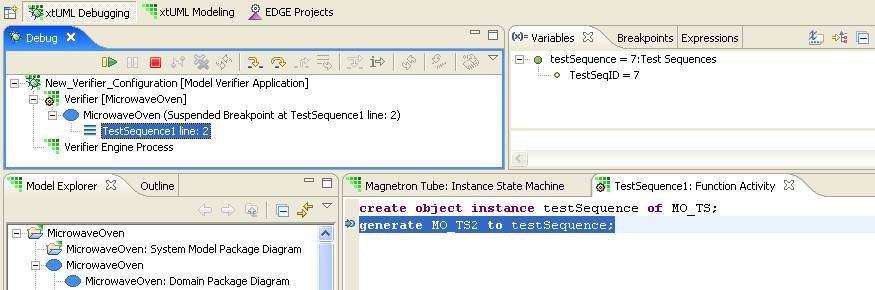 xtUML Debugging xtUML Modeling EDGE Projects
Debug
New_Verifier_Configuration [Model Verifier Application]
Verifier [MicrowaveOven]
MicrowaveOven (Suspended Breakpoint at TestSequence1 line: 2)
TestSequence1 line: 2
Verifier Engine Process
(x)= Variables Breakpoints Expressions
testSequence = 7:Test Sequences
TestSeqID = 7
Model Explorer Outline
MicrowaveOven
MicrowaveOven: System Model Package Diagram
MicrowaveOven
MicrowaveOven: Domain Package Diagram
Magnetron Tube: Instance State Machine TestSequence1: Function Activity
create object instance testSequence of MO_TS;
generate MO_TS2 to testSequence;